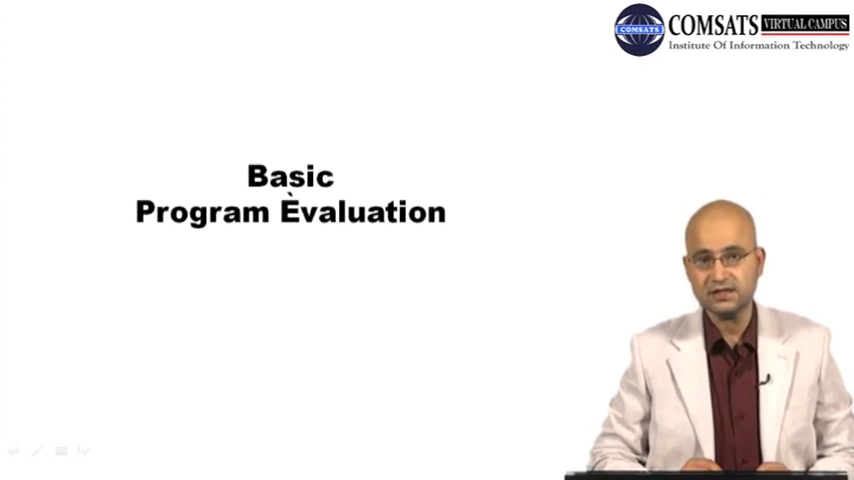 COMSATS VIRTUAL CAMPUS
Institute Of Information Technology
COMSATS
Basic
Program Èvaluation